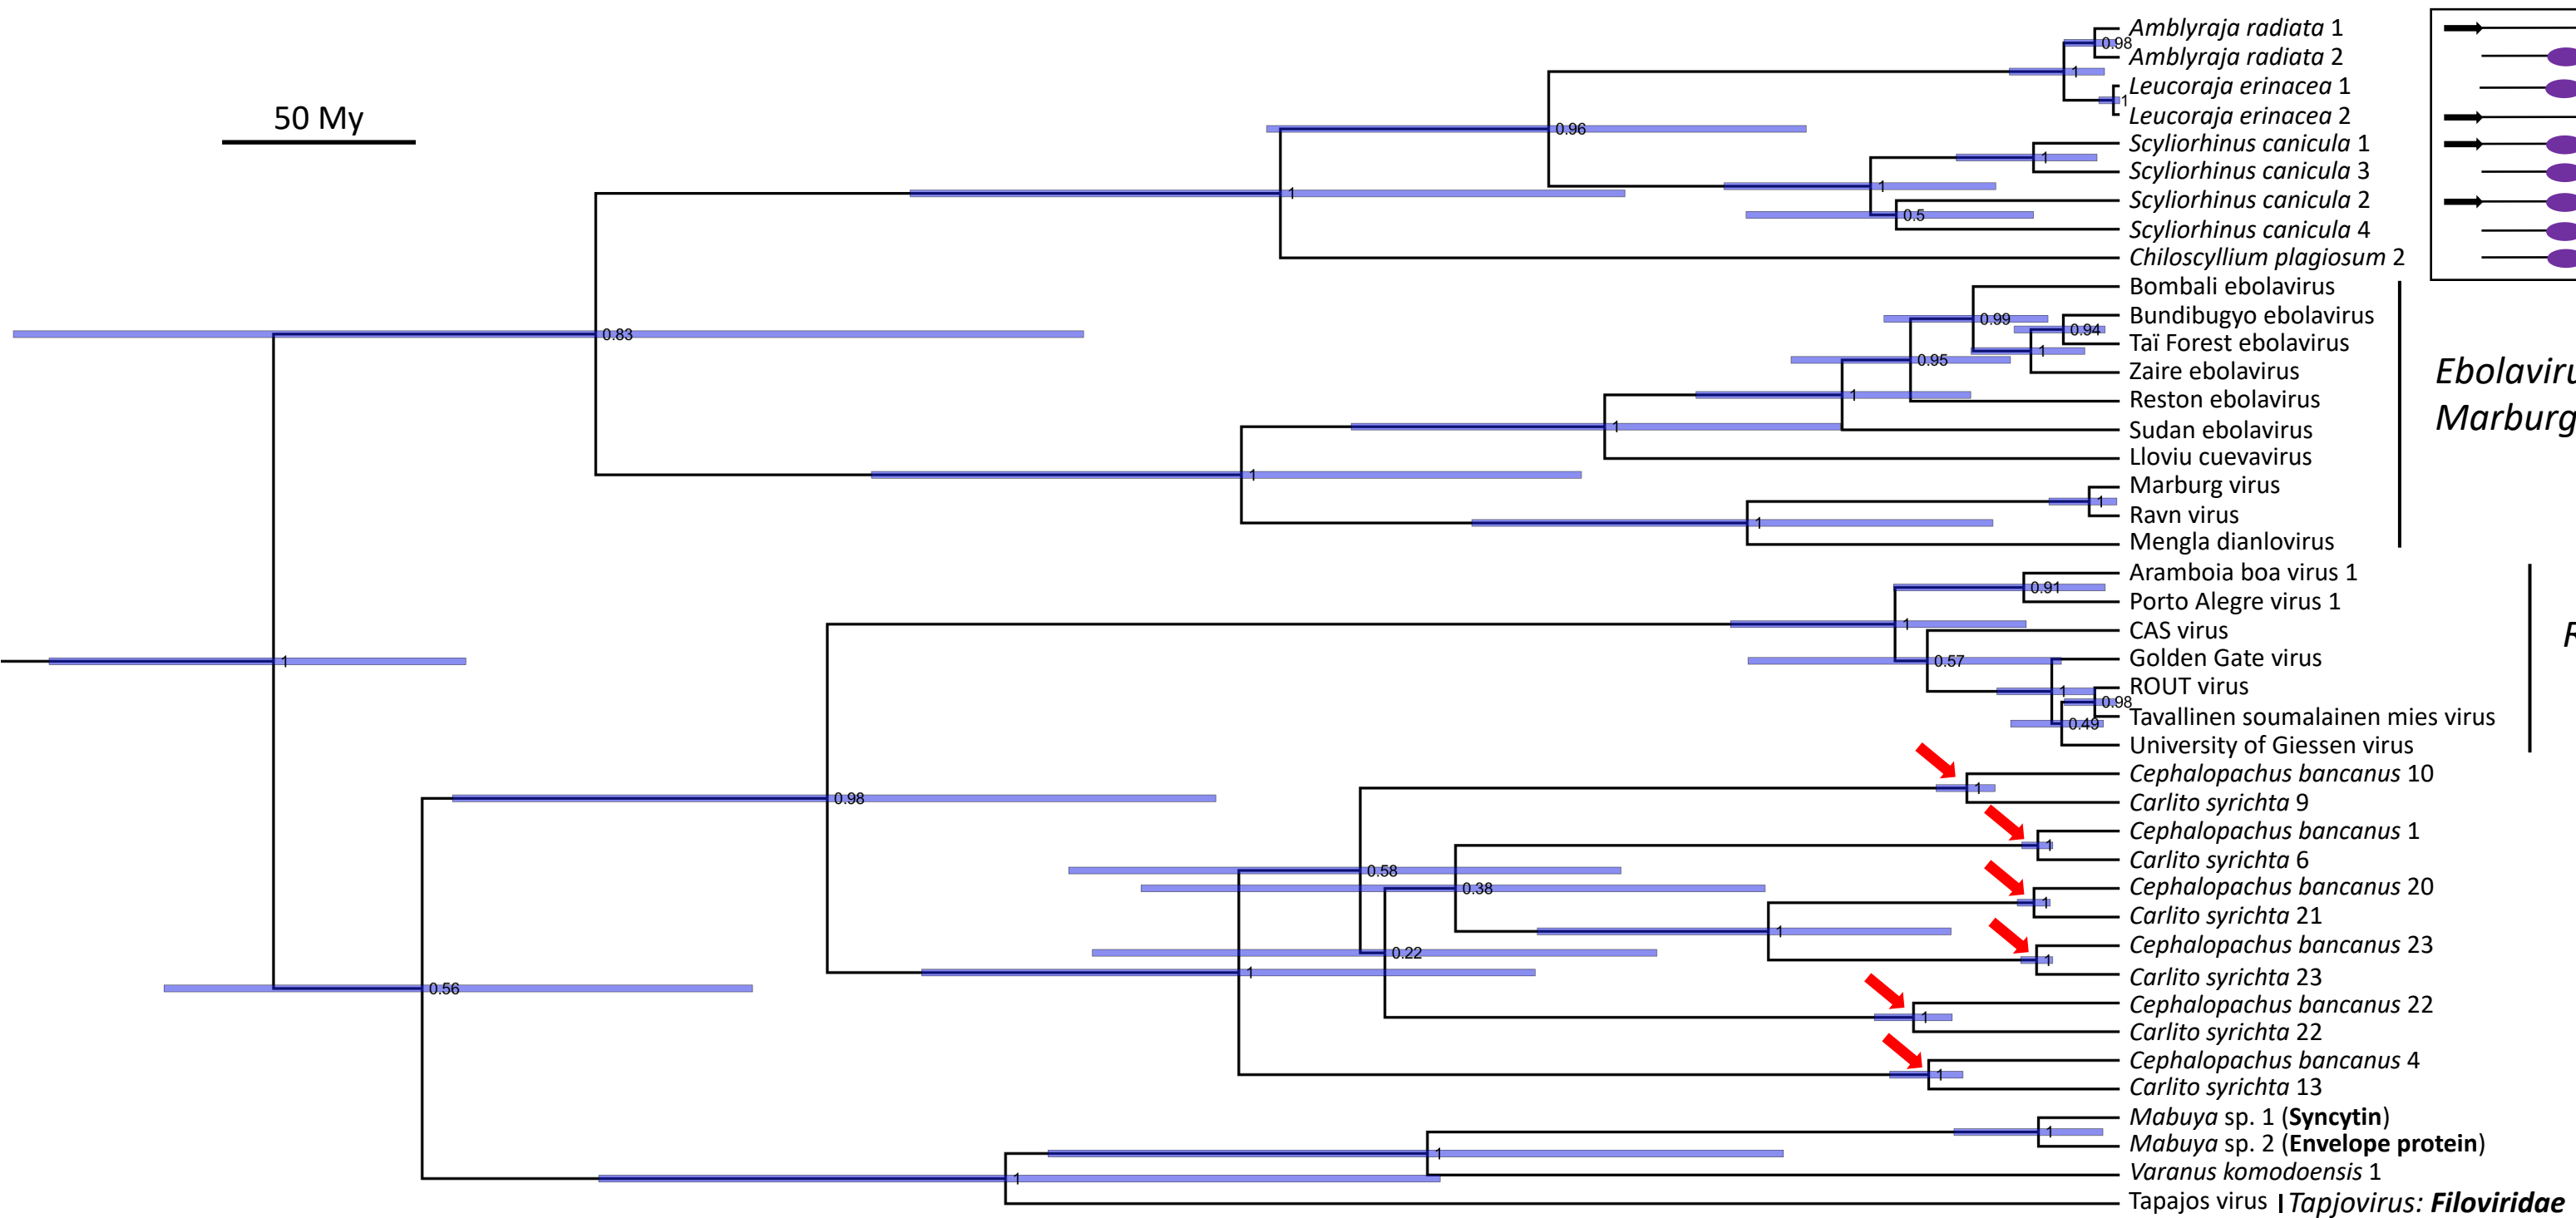 50 My
Amblyraja radiata 1
0.98
Amblyraja radiata 2
1
Leucoraja erinacea 1
1
Leucoraja erinacea 2
0.96
Scyliorhinus canicula 1
1
Scyliorhinus canicula 3
1
1
Scyliorhinus canicula 2
0.5
Scyliorhinus canicula 4
Chiloscyllium plagiosum 2
Bombali ebolavirus
0.99
Bundibugyo ebolavirus
0.94
0.83
Taï Forest ebolavirus
1
0.95
Zaire ebolavirus
1
Reston ebolavirus
1
Sudan ebolavirus
Lloviu cuevavirus
1
Marburg virus
1
Ravn virus
1
Mengla dianlovirus
Ebolaviru
Marburg
Aramboia boa virus 1
0.91
Porto Alegre virus 1
1
CAS virus
R
0.57
1
Golden Gate virus
ROUT virus
1
0.98
Tavallinen soumalainen mies virus
0.49
University of Giessen virus
Cephalopachus bancanus 10
1
0.98
Carlito syrichta 9
Cephalopachus bancanus 1
1
Carlito syrichta 6
0.58
0.38
Cephalopachus bancanus 20
1
Carlito syrichta 21
1
Cephalopachus bancanus 23
0.22
1
1
Carlito syrichta 23
0.56
Cephalopachus bancanus 22
1
Carlito syrichta 22
Cephalopachus bancanus 4
1
Carlito syrichta 13
Mabuya sp. 1 (Syncytin)
1
Mabuya sp. 2 (Envelope protein)
1
Varanus komodoensis 1
1
Tapajos virus
Tapjovirus: Filoviridae